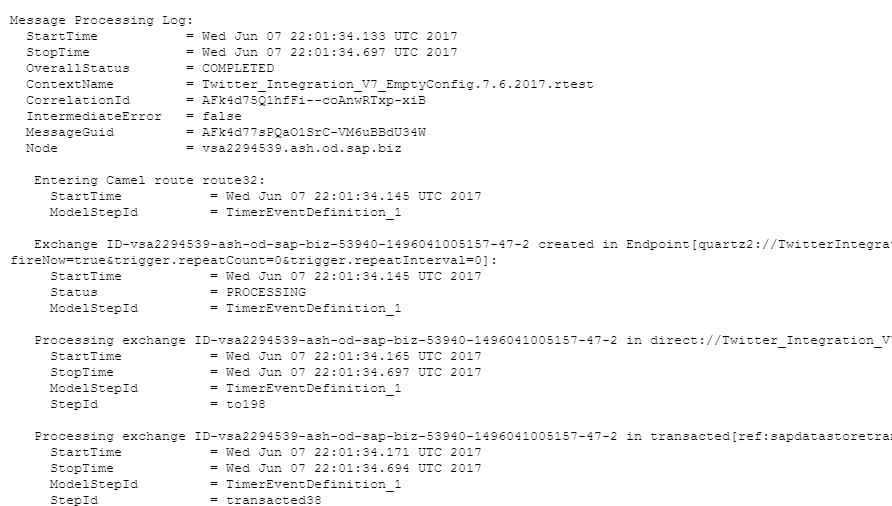 Message Processing Log:
StartTime = Wed Jun 07 22:01:34.133 UTC 2017
StopTime = Wed Jun 07 22:01:34.697 UTC 2017
OverallStatus = COMPLETED
ContextName = Twitter_Integration_V7_EmptyConfig.7.6.2017.rtest
CorrelationId = AFk4d75Q1hfFi--coAnwRTxp-xiB
IntermediateError = false
MessageGuid = AFk4d77sPQaO1SrC-VM6uBBdU34W
Node = vsa2294539.ash.od.sap.biz
Entering Camel route route32:
StartTime = Wed Jun 07 22:01:34.145 UTC 2017
ModelStepId = TimerEventDefinition_1
Exchange ID-vsa2294539-ash-od-sap-biz-53940-1496041005157-47-2 created in Endpoint[quartz2://TwitterIntegra
fireNow=true&trigger.repeatCount=0&trigger.repeatInterval=0]:
StartTime = Wed Jun 07 22:01:34.145 UTC 2017
Status = PROCESSING
ModelStepId = TimerEventDefinition_1
Processing exchange ID-vsa2294539-ash-od-sap-biz-53940-1496041005157-47-2 in direct://Twitter_Integration_V
StartTime = Wed Jun 07 22:01:34.165 UTC 2017
StopTime = Wed Jun 07 22:01:34.697 UTC 2017
ModelStepId = TimerEventDefinition_1
StepId = to198
Processing exchange ID-vsa2294539-ash-od-sap-biz-53940-1496041005157-47-2 in transacted[ref:sapdatastoretra
StartTime = Wed Jun 07 22:01:34.171 UTC 2017
StopTime = Wed Jun 07 22:01:34.694 UTC 2017
ModelStepId = TimerEventDefinition_1
StepId = transacted38